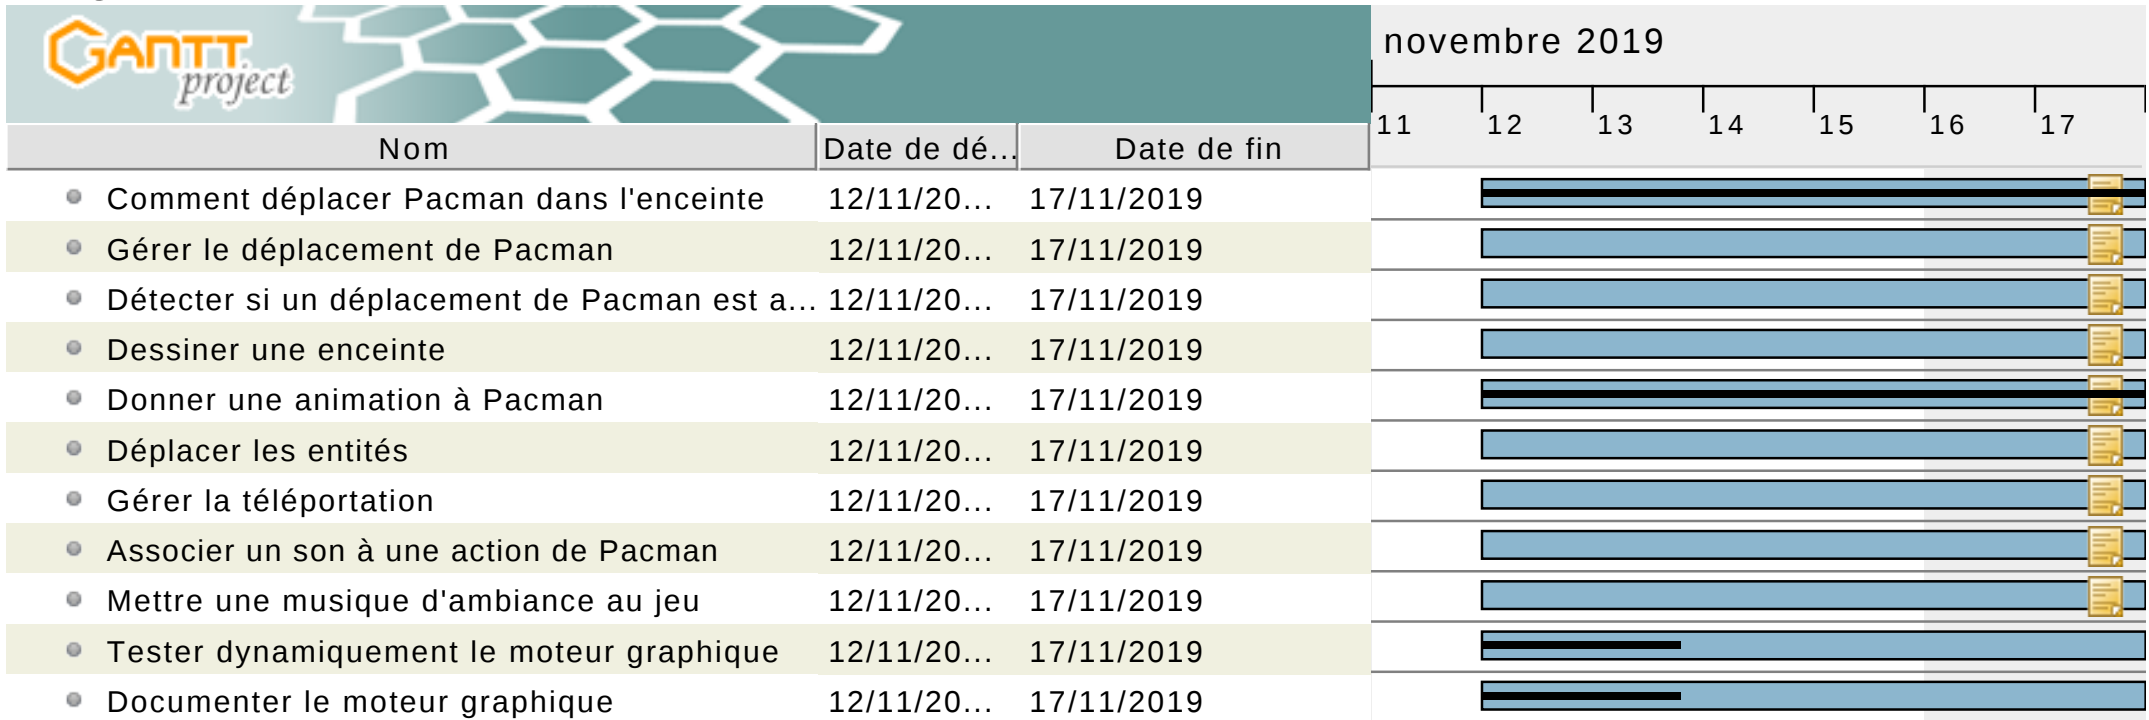 GANTT
project
novembre 2019
11 12 13 14 15 16 17
Nom Date de dé... Date de fin
Comment déplacer Pacman dans l'enceinte 12/11/20... 17/11/2019
Gérer le déplacement de Pacman 12/11/20... 17/11/2019
Détecter si un déplacement de Pacman est a... 12/11/20... 17/11/2019
Dessiner une enceinte 12/11/20... 17/11/2019
Donner une animation à Pacman 12/11/20... 17/11/2019
Déplacer les entités 12/11/20... 17/11/2019
Gérer la téléportation 12/11/20... 17/11/2019
Associer un son à une action de Pacman 12/11/20... 17/11/2019
Mettre une musique d'ambiance au jeu 12/11/20... 17/11/2019
Tester dynamiquement le moteur graphique 12/11/20... 17/11/2019
Documenter le moteur graphique 12/11/20... 17/11/2019